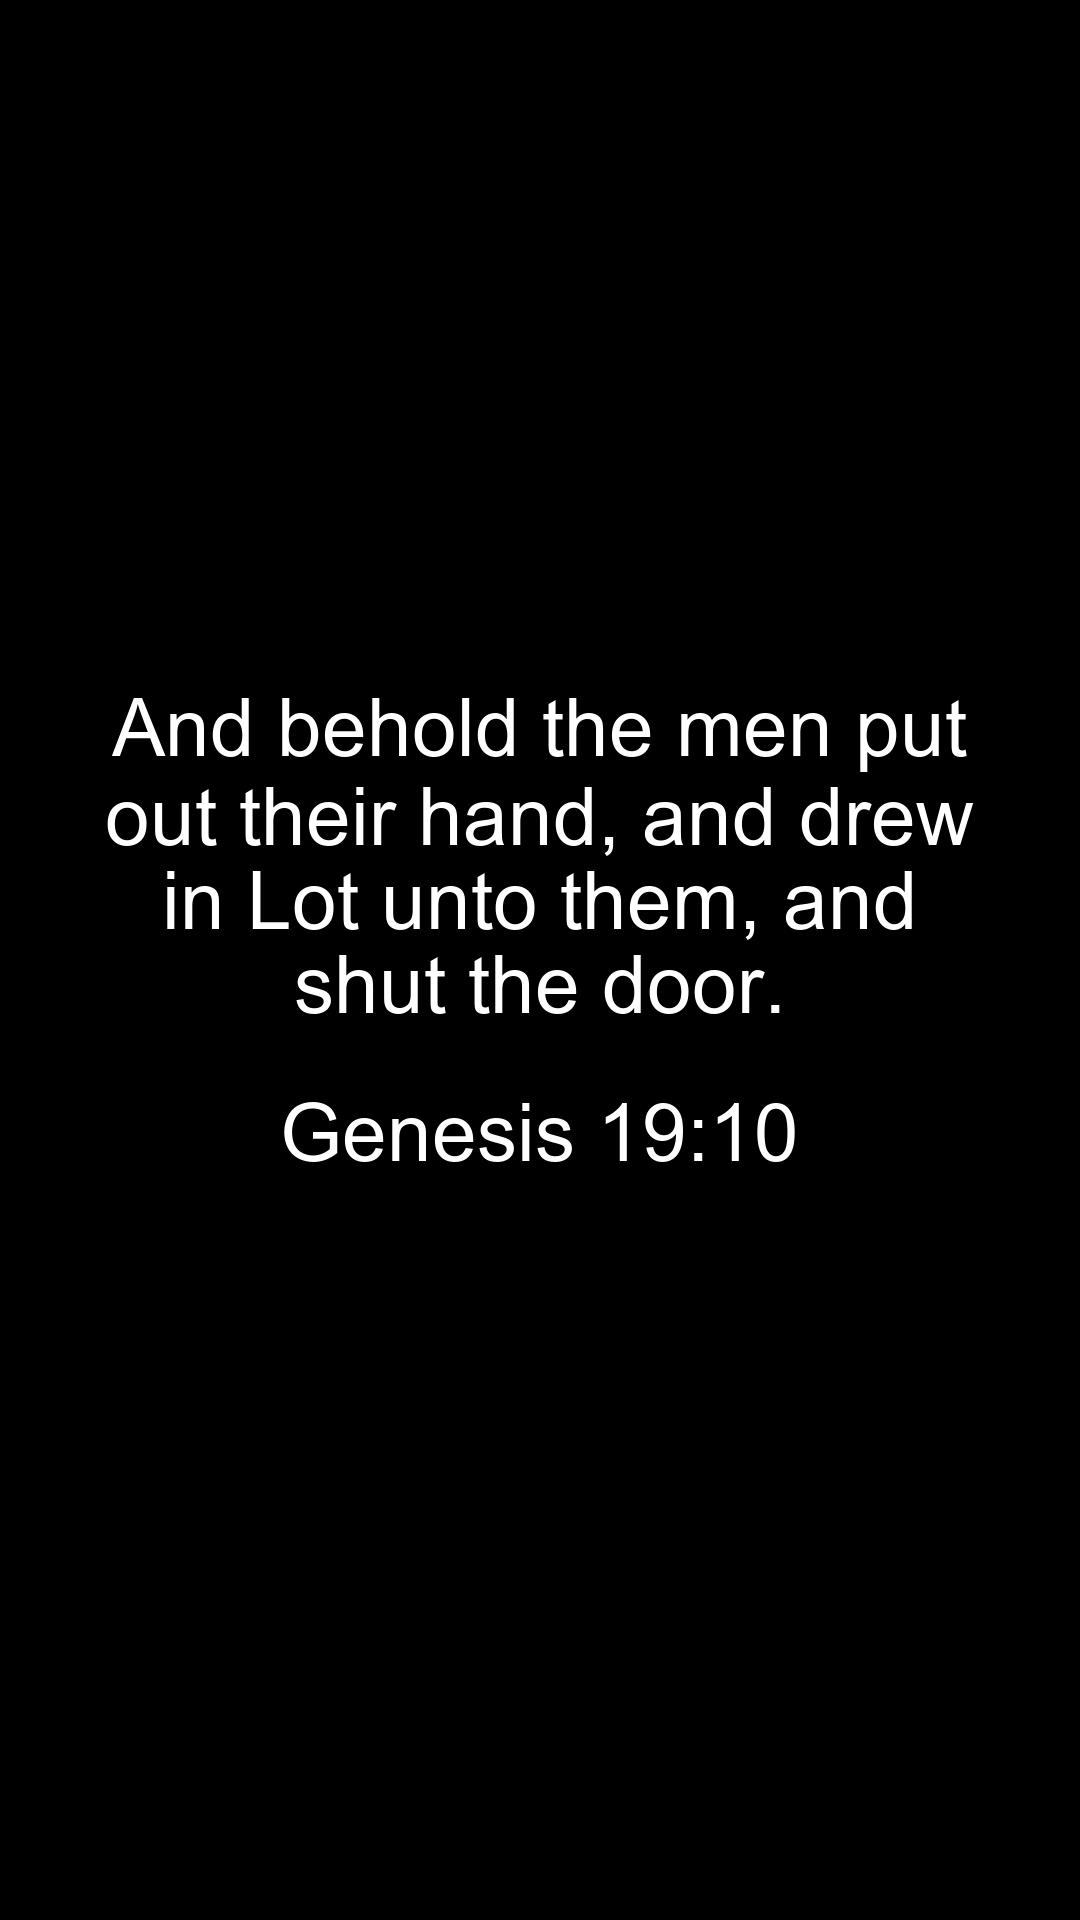 And behold the men put
out their hand, and drew
in Lot unto them, and
shut the door.
Genesis 19:10